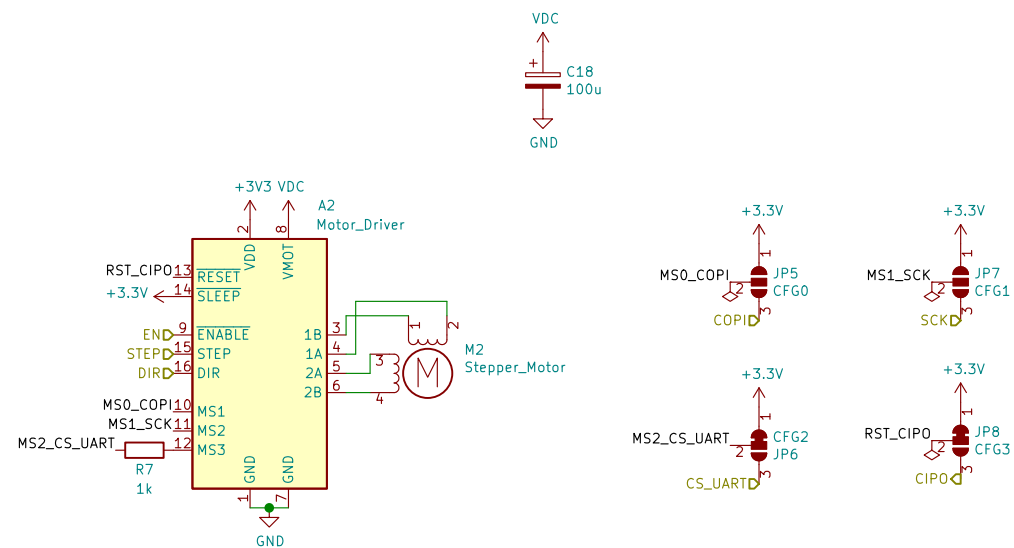 VDC
+
C18
100u
GND
+3V3 VDC
A2
Motor_Driver
2
8
VDD
VMOT
RST_CIPO 13 RESET
+3.3V 14 SLEEP
EN 9 ENABLE
STEP 15 STEP
DIR 16 DIR
MS0_COPI 10 MS1
MS1_SCK 11 MS2
MS2_CS_UART 12 MS3
R7
1k
1B 3
1A 4
2A 5
2B 6
1
2
3
4
M
M2
Stepper_Motor
GND
GND
1
7
GND
+3.3V
1
MS0_COPI
2
JP5
CFG0
3
COPI
+3.3V
1
MS1_SCK
2
JP7
CFG1
3
SCK
+3.3V
1
MS2_CS_UART
2
CFG2
JP6
3
CS_UART
+3.3V
1
RST_CIPO
2
JP8
CFG3
3
CIPO